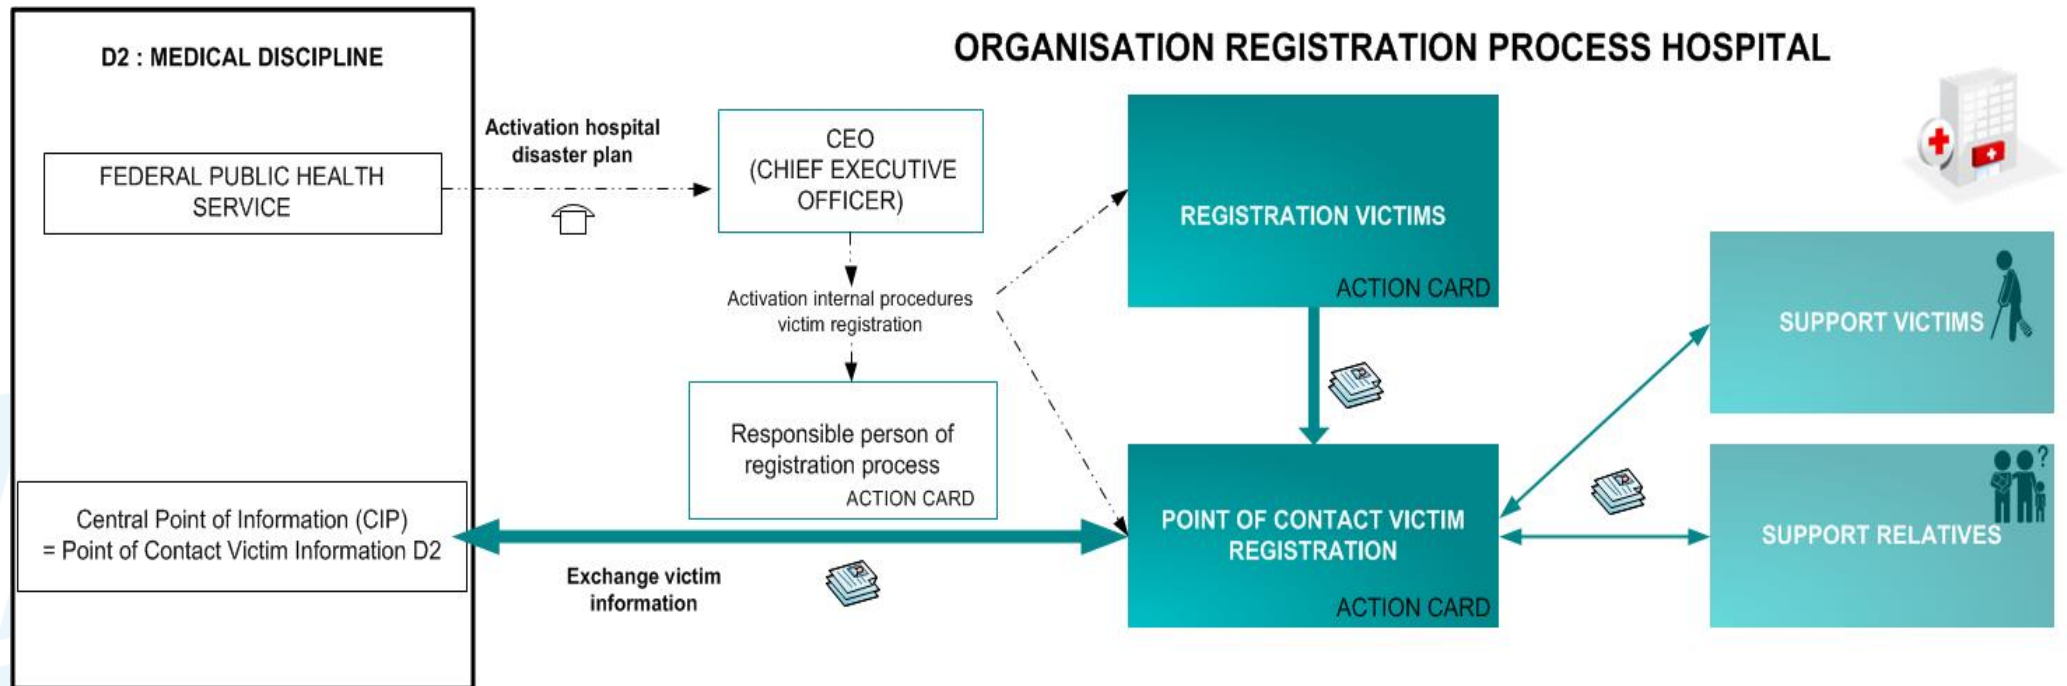 D2 : MEDICAL DISCIPLINE
ORGANISATION REGISTRATION PROCESS HOSPITAL
FEDERAL PUBLIC HEALTH
SERVICE
Activation hospital
disaster plan
CEO
(CHIEF EXECUTIVE
OFFICER)
Activation internal procedures
victim registration
Responsible person of
registration process
ACTION CARD
REGISTRATION VICTIMS
ACTION CARD
SUPPORT VICTIMS
Central Point of Information (CIP)
= Point of Contact Victim Information D2
Exchange victim
information
POINT OF CONTACT VICTIM
REGISTRATION
ACTION CARD
?
SUPPORT RELATIVES